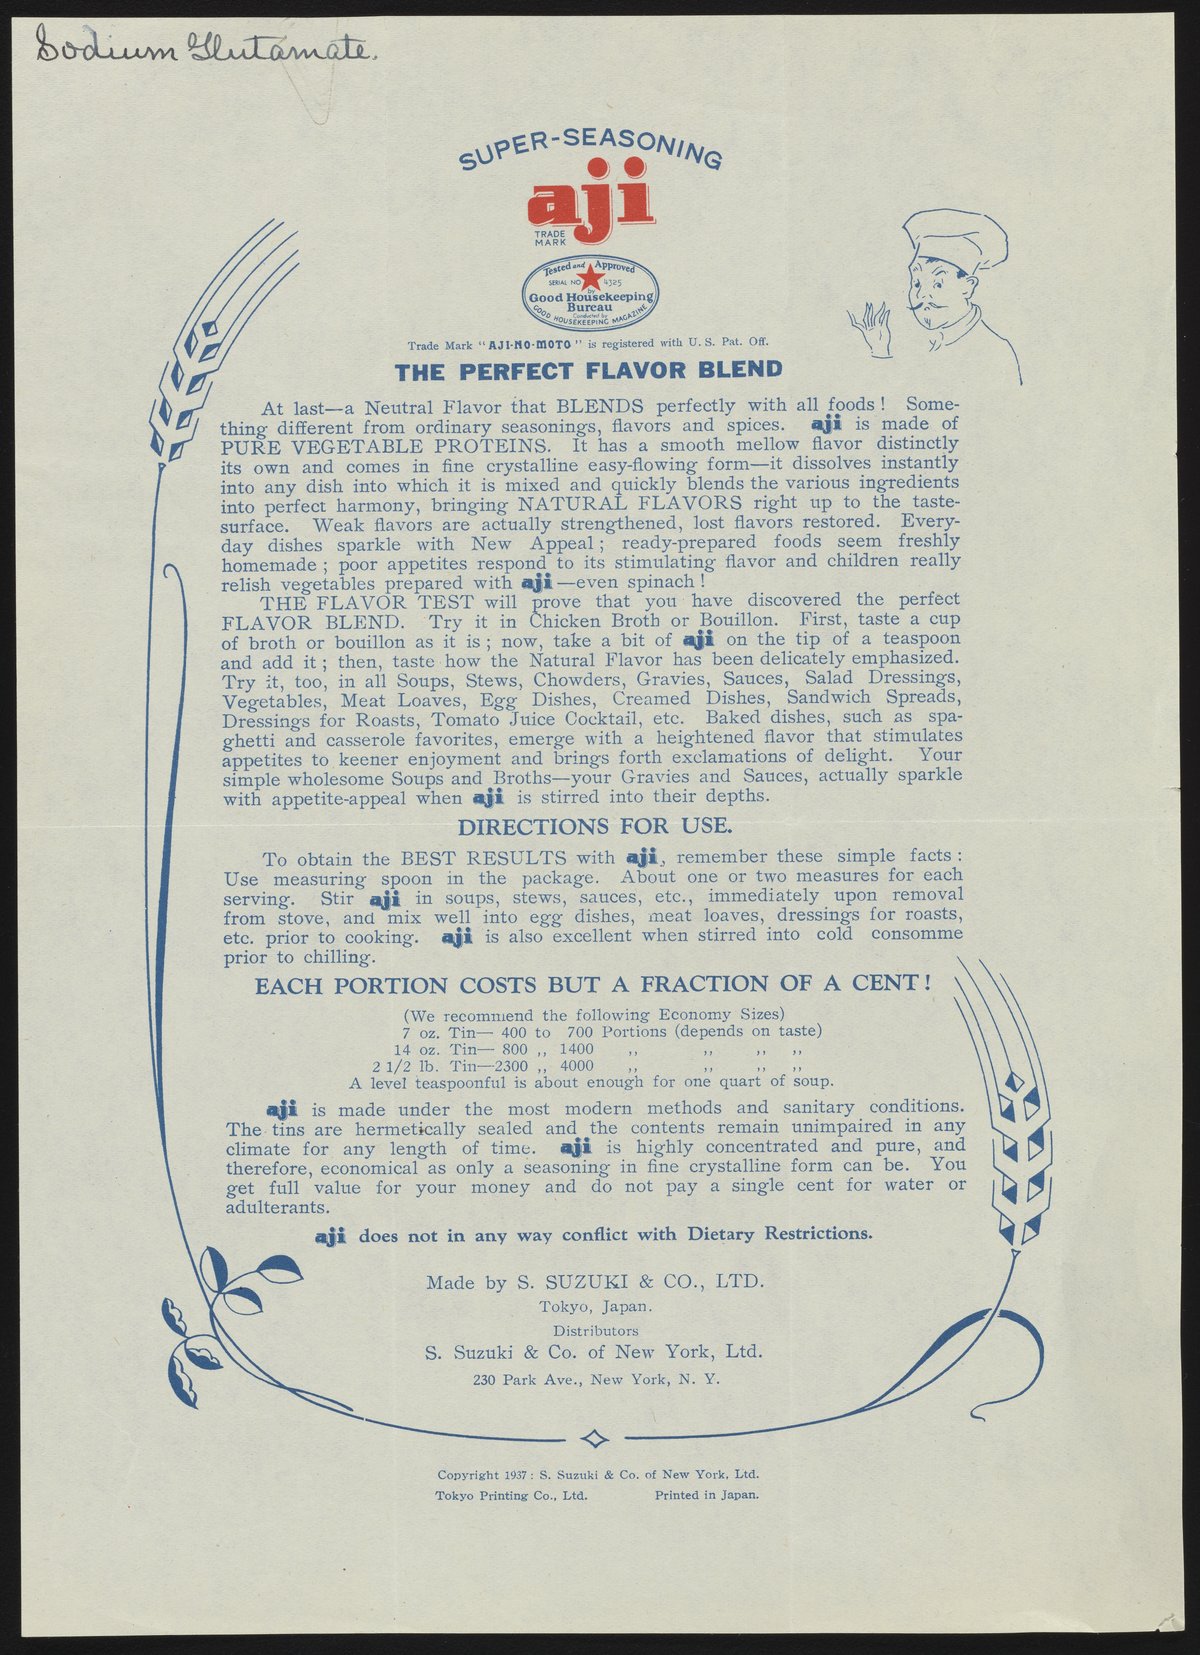 Sodium Glutamate.
SUPER-SEASONING
aji
TRADE
MARK
Tested and Approved
SERIAL NO. 4325
by
Good Housekeeping
Bureau
Conducted by
GOOD HOUSEKEEPING MAGAZINE
Trade Mark “AJI-NO-MOTO” is registered with U. S. Pat. Off.
THE PERFECT FLAVOR BLEND
At last—a Neutral Flavor that BLENDS perfectly with all foods! Some-
thing different from ordinary seasonings, flavors and spices. aji is made of
PURE VEGETABLE PROTEINS. It has a smooth mellow flavor distinctly
its own and comes in fine crystalline easy-flowing form—it dissolves instantly
into any dish into which it is mixed and quickly blends the various ingredients
into perfect harmony, bringing NATURAL FLAVORS right up to the taste-
surface. Weak flavors are actually strengthened, lost flavors restored. Every-
day dishes sparkle with New Appeal; ready-prepared foods seem freshly
homemade; poor appetites respond to its stimulating flavor and children really
relish vegetables prepared with aji—even spinach!
THE FLAVOR TEST will prove that you have discovered the perfect
FLAVOR BLEND. Try it in Chicken Broth or Bouillon. First, taste a cup
of broth or bouillon as it is; now, take a bit of aji on the tip of a teaspoon
and add it; then, taste how the Natural Flavor has been delicately emphasized.
Try it, too, in all Soups, Stews, Chowders, Gravies, Sauces, Salad Dressings,
Vegetables, Meat Loaves, Egg Dishes, Creamed Dishes, Sandwich Spreads,
Dressings for Roasts, Tomato Juice Cocktail, etc. Baked dishes, such as spa-
ghetti and casserole favorites, emerge with a heightened flavor that stimulates
appetites to keener enjoyment and brings forth exclamations of delight. Your
simple wholesome Soups and Broths—your Gravies and Sauces, actually sparkle
with appetite-appeal when aji is stirred into their depths.
DIRECTIONS FOR USE.
To obtain the BEST RESULTS with aji, remember these simple facts:
Use measuring spoon in the package. About one or two measures for each
serving. Stir aji in soups, stews, sauces, etc., immediately upon removal
from stove, and mix well into egg dishes, meat loaves, dressings for roasts,
etc. prior to cooking. aji is also excellent when stirred into cold consomme
prior to chilling.
EACH PORTION COSTS BUT A FRACTION OF A CENT!
(We recommend the following Economy Sizes)
7 oz. Tin— 400 to 700 Portions (depends on taste)
14 oz. Tin— 800 ,, 1400 ,, ,, ,, ,,
2 1/2 lb. Tin—2300 ,, 4000 ,, ,, ,, ,,
A level teaspoonful is about enough for one quart of soup.
aji is made under the most modern methods and sanitary conditions.
The tins are hermetically sealed and the contents remain unimpaired in any
climate for any length of time. aji is highly concentrated and pure, and
therefore, economical as only a seasoning in fine crystalline form can be. You
get full value for your money and do not pay a single cent for water or
adulterants.
aji does not in any way conflict with Dietary Restrictions.
Made by S. SUZUKI & CO., LTD.
Tokyo, Japan.
Distributors
S. Suzuki & Co. of New York, Ltd.
230 Park Ave., New York, N. Y.
Copyright 1937: S. Suzuki & Co. of New York, Ltd.
Tokyo Printing Co., Ltd. Printed in Japan.